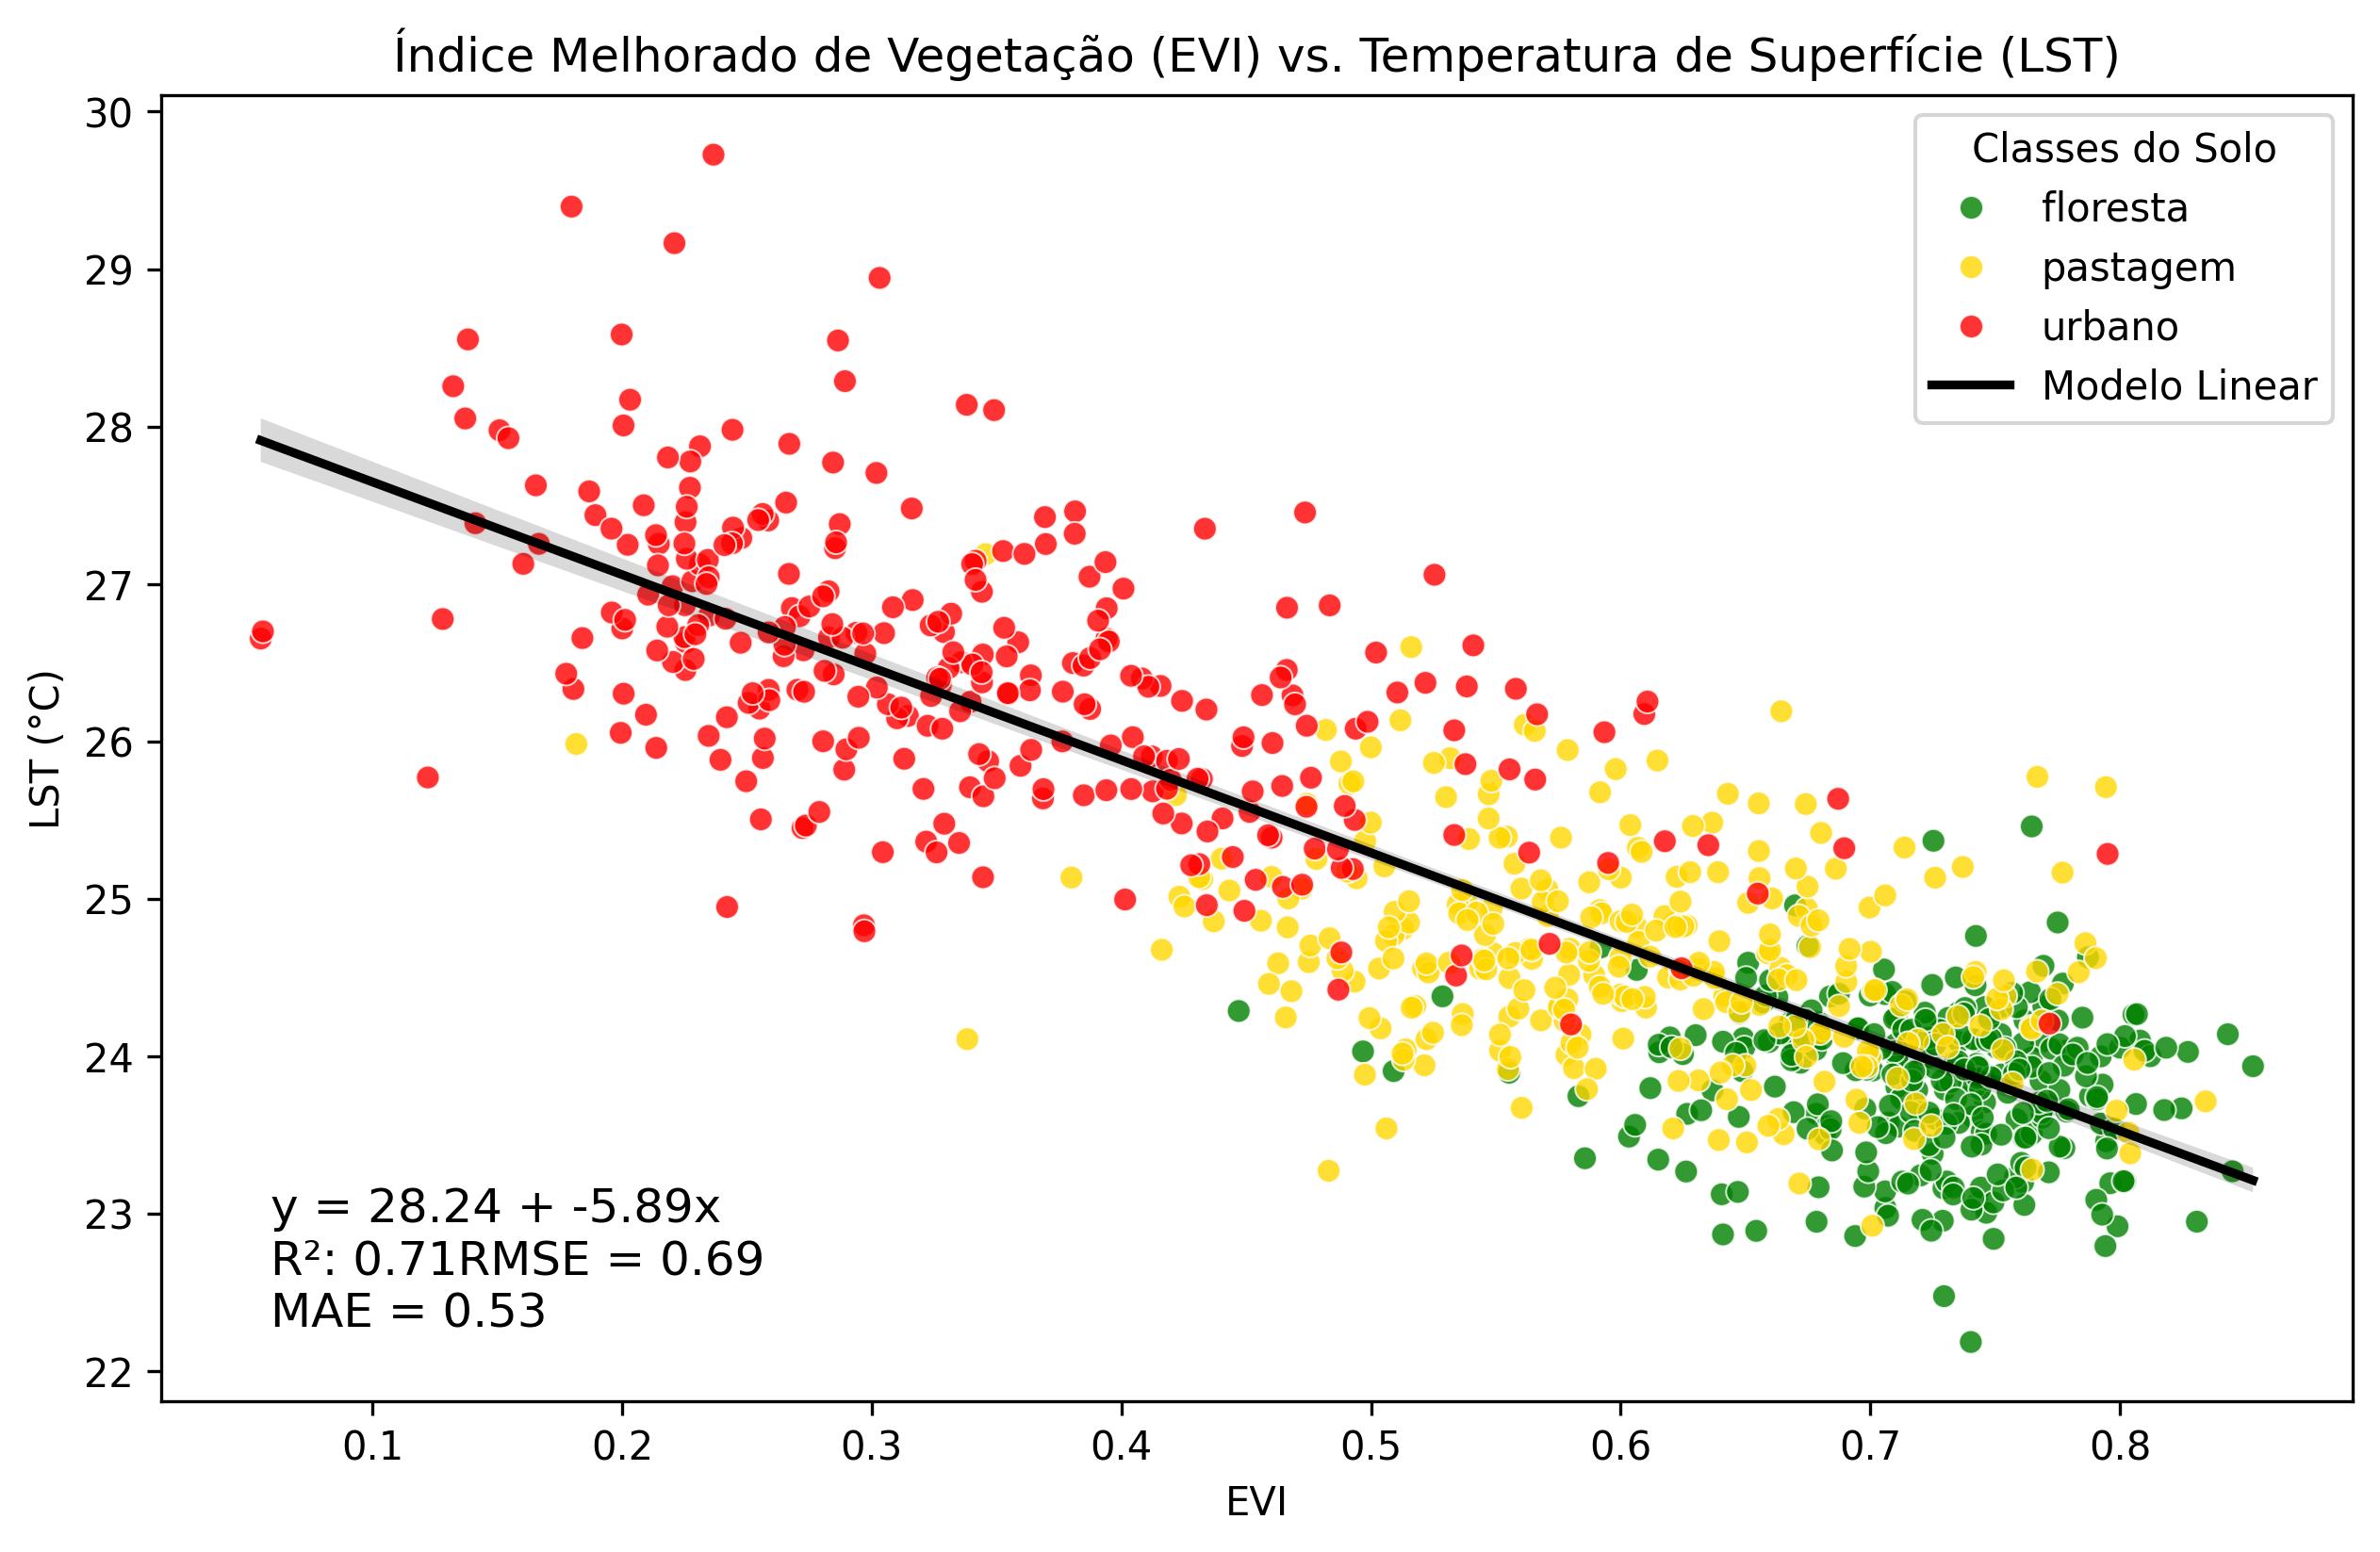 Índice Melhorado de Vegetação (EVI) vs. Temperatura de Superfície (LST)
30
29
28
27
26
25
24
23
22
LST (°C)
Classes do Solo
floresta
pastagem
urbano
Modelo Linear
y = 28.24 + -5.89x
R²: 0.71RMSE = 0.69
MAE = 0.53
0.1 0.2 0.3 0.4 0.5 0.6 0.7 0.8
EVI